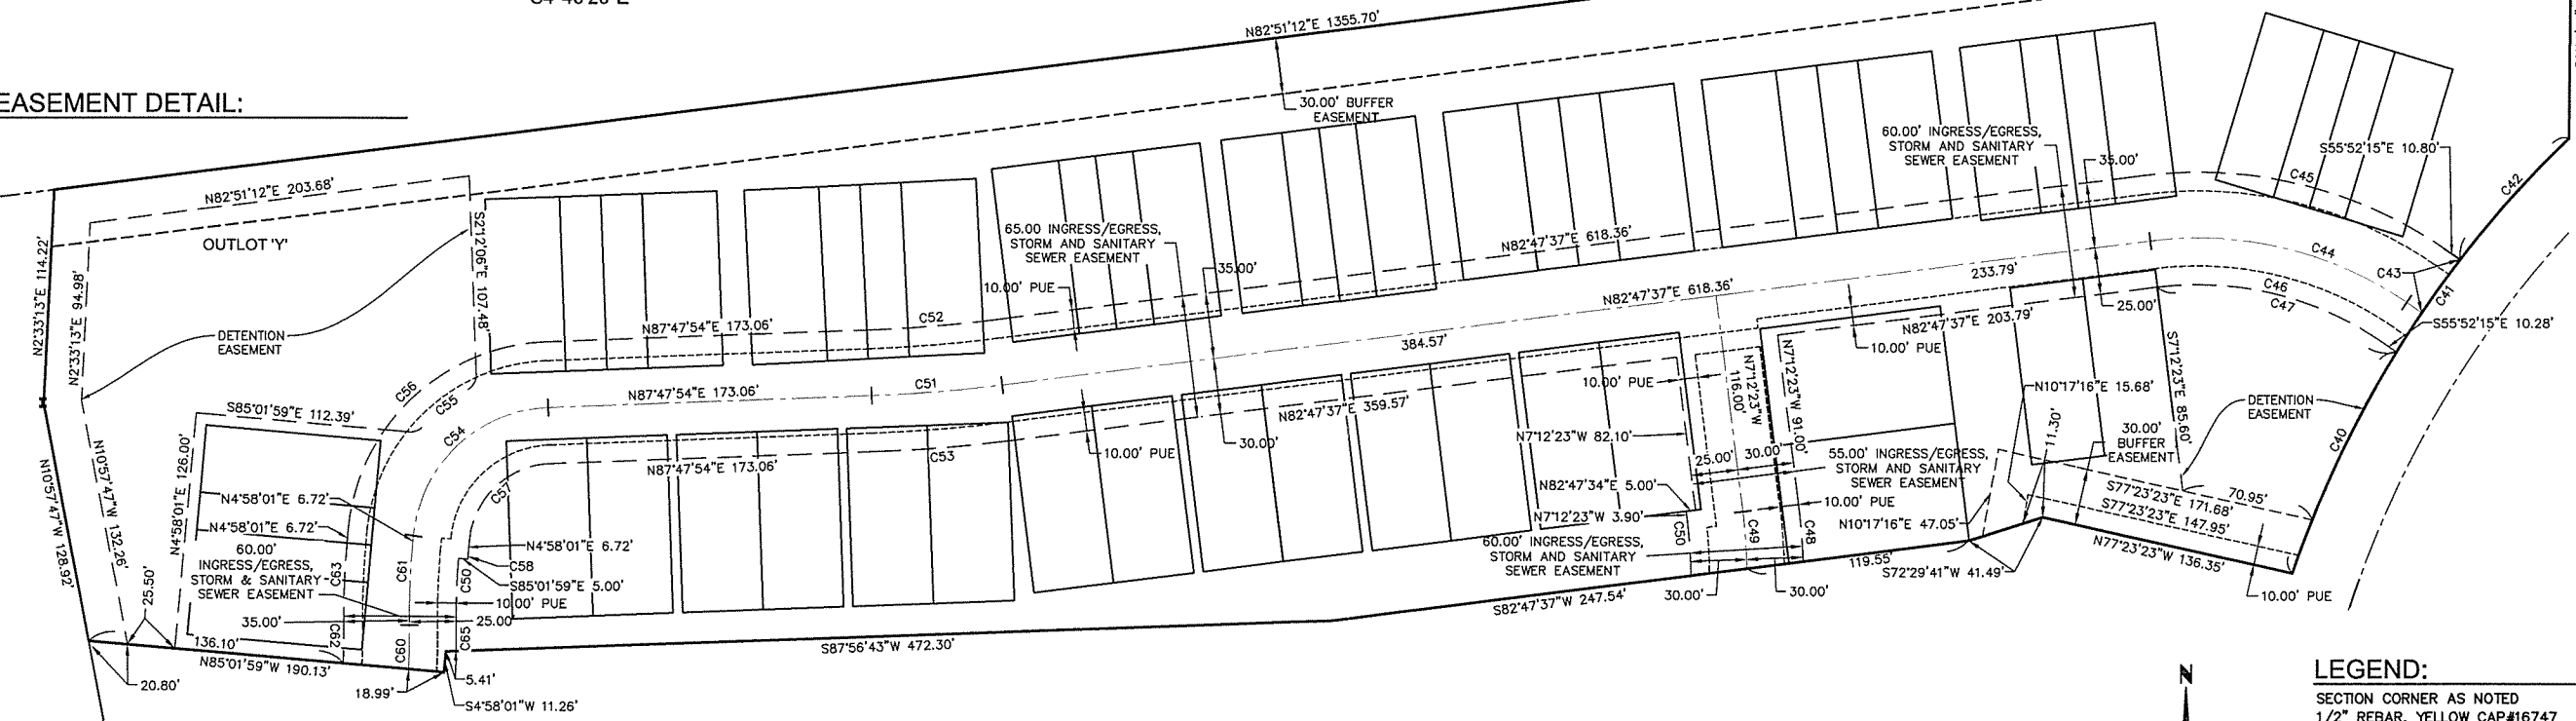 EASEMENT DETAIL:
N82°51'12"E 1355.70'
30.00' BUFFER
EASEMENT
N82°51'12"E 203.68'
OUTLOT 'Y'
N2°33'13"E 114.22'
N2°33'13"E 94.98'
DETENTION
EASEMENT
S2°12'06"E 107.48'
N10°57'47"W 128.92'
N10°57'47"W 132.26'
25.50'
20.80'
S85°01'59"E 112.39'
N4°58'01"E 126.00'
N4°58'01"E 6.72'
N4°58'01"E 6.72'
60.00'
INGRESS/EGRESS,
STORM & SANITARY
SEWER EASEMENT
35.00'
136.10'
N85°01'59"W 190.13'
18.99'
C56
C55
C54
C57
C63
C61
C62
C60
C50
C65
N4°58'01"E 6.72'
C58
S85°01'59"E 5.00'
10.00' PUE
25.00'
5.41'
S4°58'01"W 11.26'
N87°47'54"E 173.06'
C52
N87°47'54"E 173.06'
C51
N87°47'54"E 173.06'
C53
S87°56'43"W 472.30'
65.00 INGRESS/EGRESS,
STORM AND SANITARY
SEWER EASEMENT
10.00' PUE
35.00'
30.00'
10.00' PUE
N82°47'37"E 618.36'
N82°47'37"E 618.36'
384.57'
N82°47'37"E 359.57'
60.00' INGRESS/EGRESS,
STORM AND SANITARY
SEWER EASEMENT
35.00'
233.79'
25.00'
N82°47'37"E 203.79'
10.00' PUE
10.00' PUE
N7°12'23"W
116.00'
N7°12'23"W 91.00'
N7°12'23"W 82.10'
25.00'
30.00'
N82°47'34"E 5.00'
N7°12'23"W 3.90'
55.00' INGRESS/EGRESS,
STORM AND SANITARY
SEWER EASEMENT
10.00' PUE
60.00' INGRESS/EGRESS,
STORM AND SANITARY
SEWER EASEMENT
C50
C49
C48
30.00'
30.00'
S82°47'37"W 247.54'
119.55'
N10°17'16"E 47.05'
N10°17'16"E 15.68'
11.30'
S72°29'41"W 41.49'
S7°12'23"E 85.60'
30.00'
BUFFER
EASEMENT
DETENTION
EASEMENT
S77°23'23"E 171.68'
70.95'
S77°23'23"E 147.95'
N77°23'23"W 136.35'
10.00' PUE
S55°52'15"E 10.80'
C45
C44
C43
C46
C47
C42
C41
C40
S55°52'15"E 10.28'
N
LEGEND:
SECTION CORNER AS NOTED
1/2" REBAR, YELLOW CAP#16747